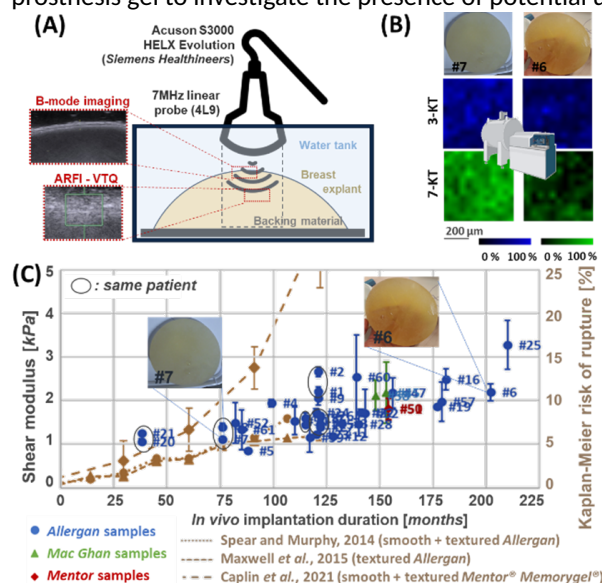 prosthesis gel to investigate the presence of potential
(A)
Acuson S3000
HELX Evolution
(Siemens Healthineers)
B-mode imaging
7MHz linear
probe (4L9)
Water tank
ARFI - VTQ
Breast
explant
Backing material
(B)
#7
#6
3-KT
7-KT
200 µm
0 % 100 % 0 % 100 %
(C)
: same patient
Shear modulus [kPa]
5
4
3
2
1
0
25
20
15
10
5
0
Kaplan-Meier risk of rupture [%]
#7
#6
#25
#2
#1
#9
#60
#16
#6
#4
#57
#19
#50
#52
#61
#21
#20
#7
#5
#28
#12
0 25 50 75 100 125 150 175 200 225
In vivo implantation duration [months]
Allergan samples
Mac Ghan samples
Mentor samples
Spear and Murphy, 2014 (smooth + textured Allergan)
Maxwell et al., 2015 (textured Allergan)
Caplin et al., 2021 (smooth + textured Mentor® Memorygel®)